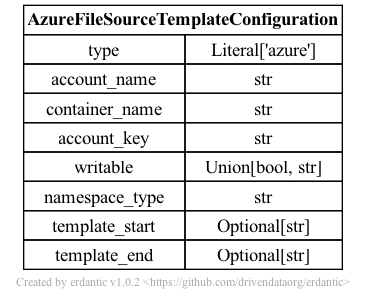 AzureFileSourceTemplateConfiguration
type Literal['azure']
account_name str
container_name str
account_key str
writable Union[bool, str]
namespace_type str
template_start Optional[str]
template_end Optional[str]
Created by erdantic v1.0.2 <https://github.com/drivendataorg/erdantic>